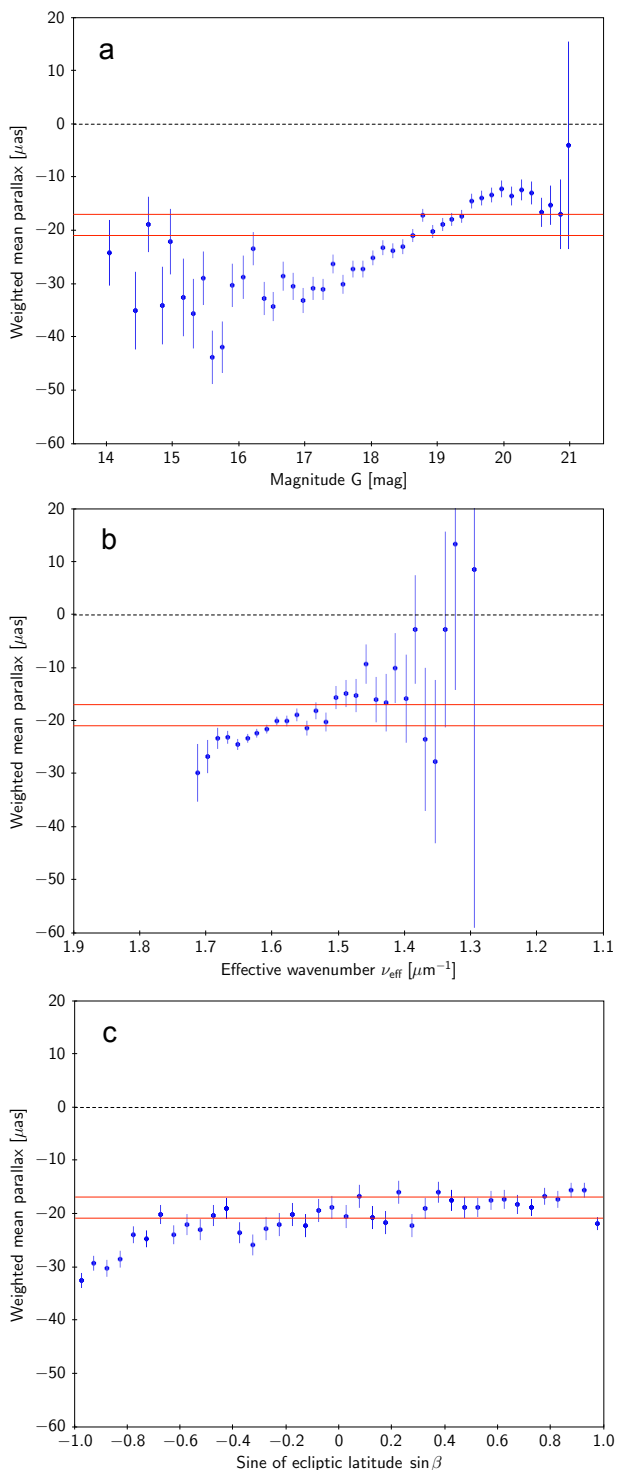 a
Weighted mean parallax [μas]
20
10
0
−10
−20
−30
−40
−50
−60
14 15 16 17 18 19 20 21
Magnitude G [mag]
b
Weighted mean parallax [μas]
20
10
0
−10
−20
−30
−40
−50
−60
1.9 1.8 1.7 1.6 1.5 1.4 1.3 1.2 1.1
Effective wavenumber νeff [μm−1]
c
Weighted mean parallax [μas]
20
10
0
−10
−20
−30
−40
−50
−60
−1.0 −0.8 −0.6 −0.4 −0.2 0 0.2 0.4 0.6 0.8 1.0
Sine of ecliptic latitude sin β